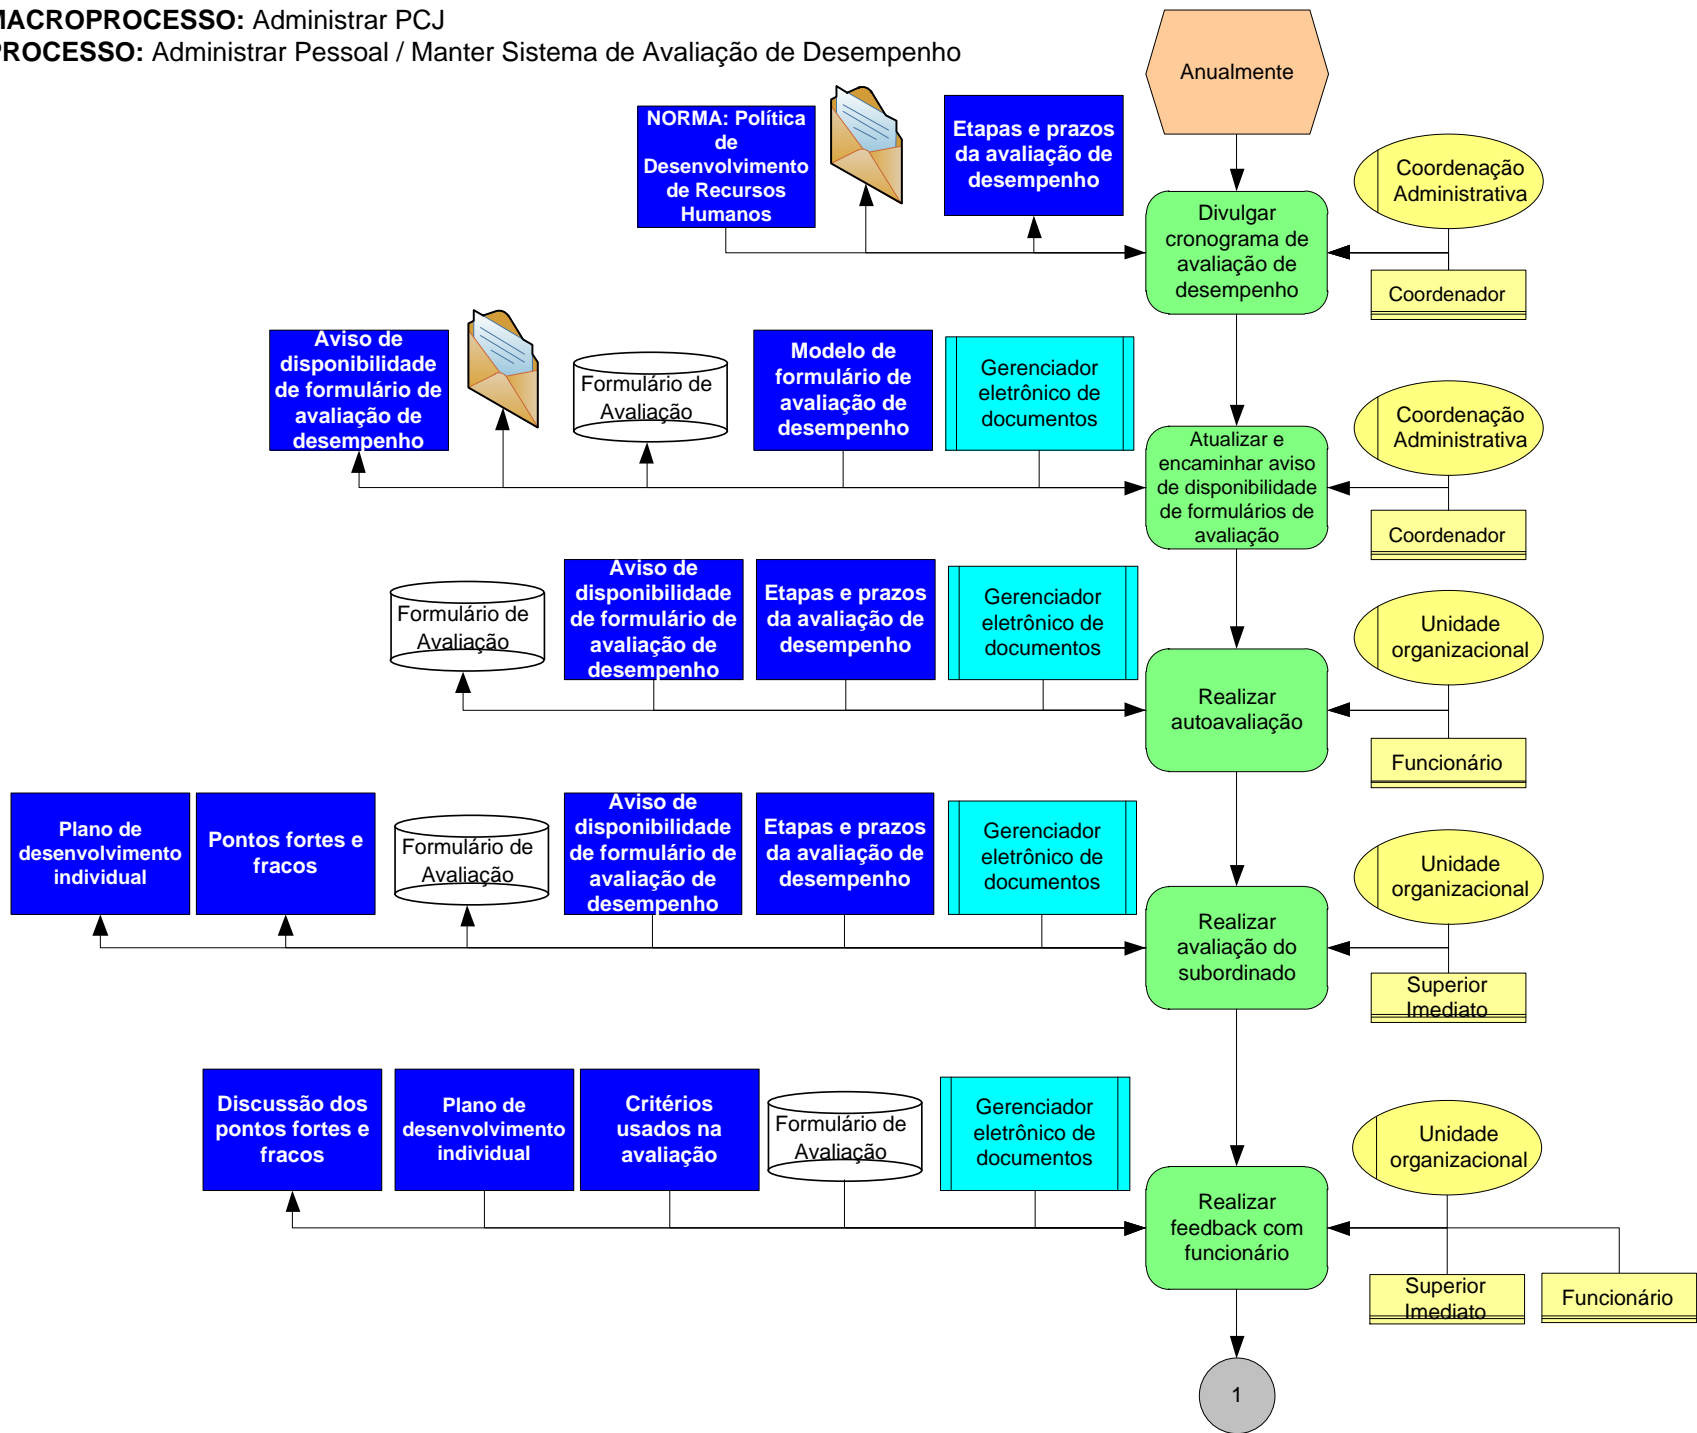 MACROPROCESSO: Administrar PCJ
PROCESSO: Administrar Pessoal / Manter Sistema de Avaliação de Desempenho
Anualmente
NORMA: Política
de
Desenvolvimento
de Recursos
Humanos
Etapas e prazos
da avaliação de
desempenho
Divulgar
cronograma de
avaliação de
desempenho
Coordenação
Administrativa
Coordenador
Aviso de
disponibilidade
de formulário de
avaliação de
desempenho
Formulário de
Avaliação
Modelo de
formulário de
avaliação de
desempenho
Gerenciador
eletrônico de
documentos
Atualizar e
encaminhar aviso
de disponibilidade
de formulários de
avaliação
Coordenação
Administrativa
Coordenador
Formulário de
Avaliação
Aviso de
disponibilidade
de formulário de
avaliação de
desempenho
Etapas e prazos
da avaliação de
desempenho
Gerenciador
eletrônico de
documentos
Realizar
autoavaliação
Unidade
organizacional
Funcionário
Plano de
desenvolvimento
individual
Pontos fortes e
fracos
Formulário de
Avaliação
Aviso de
disponibilidade
de formulário de
avaliação de
desempenho
Etapas e prazos
da avaliação de
desempenho
Gerenciador
eletrônico de
documentos
Realizar
avaliação do
subordinado
Unidade
organizacional
Superior
Imediato
Discussão dos
pontos fortes e
fracos
Plano de
desenvolvimento
individual
Critérios
usados na
avaliação
Formulário de
Avaliação
Gerenciador
eletrônico de
documentos
Realizar
feedback com
funcionário
Unidade
organizacional
Superior
Imediato
Funcionário
1